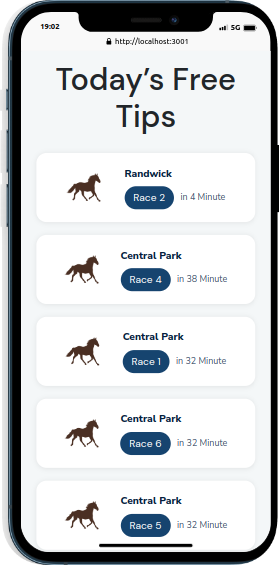 19:02
5G
http://localhost:3001
Today's Free
Tips
Randwick
Race 2 in 4 Minute
Central Park
Race 4 in 38 Minute
Central Park
Race 1 in 32 Minute
Central Park
Race 6 in 32 Minute
Central Park
Race 5 in 32 Minute